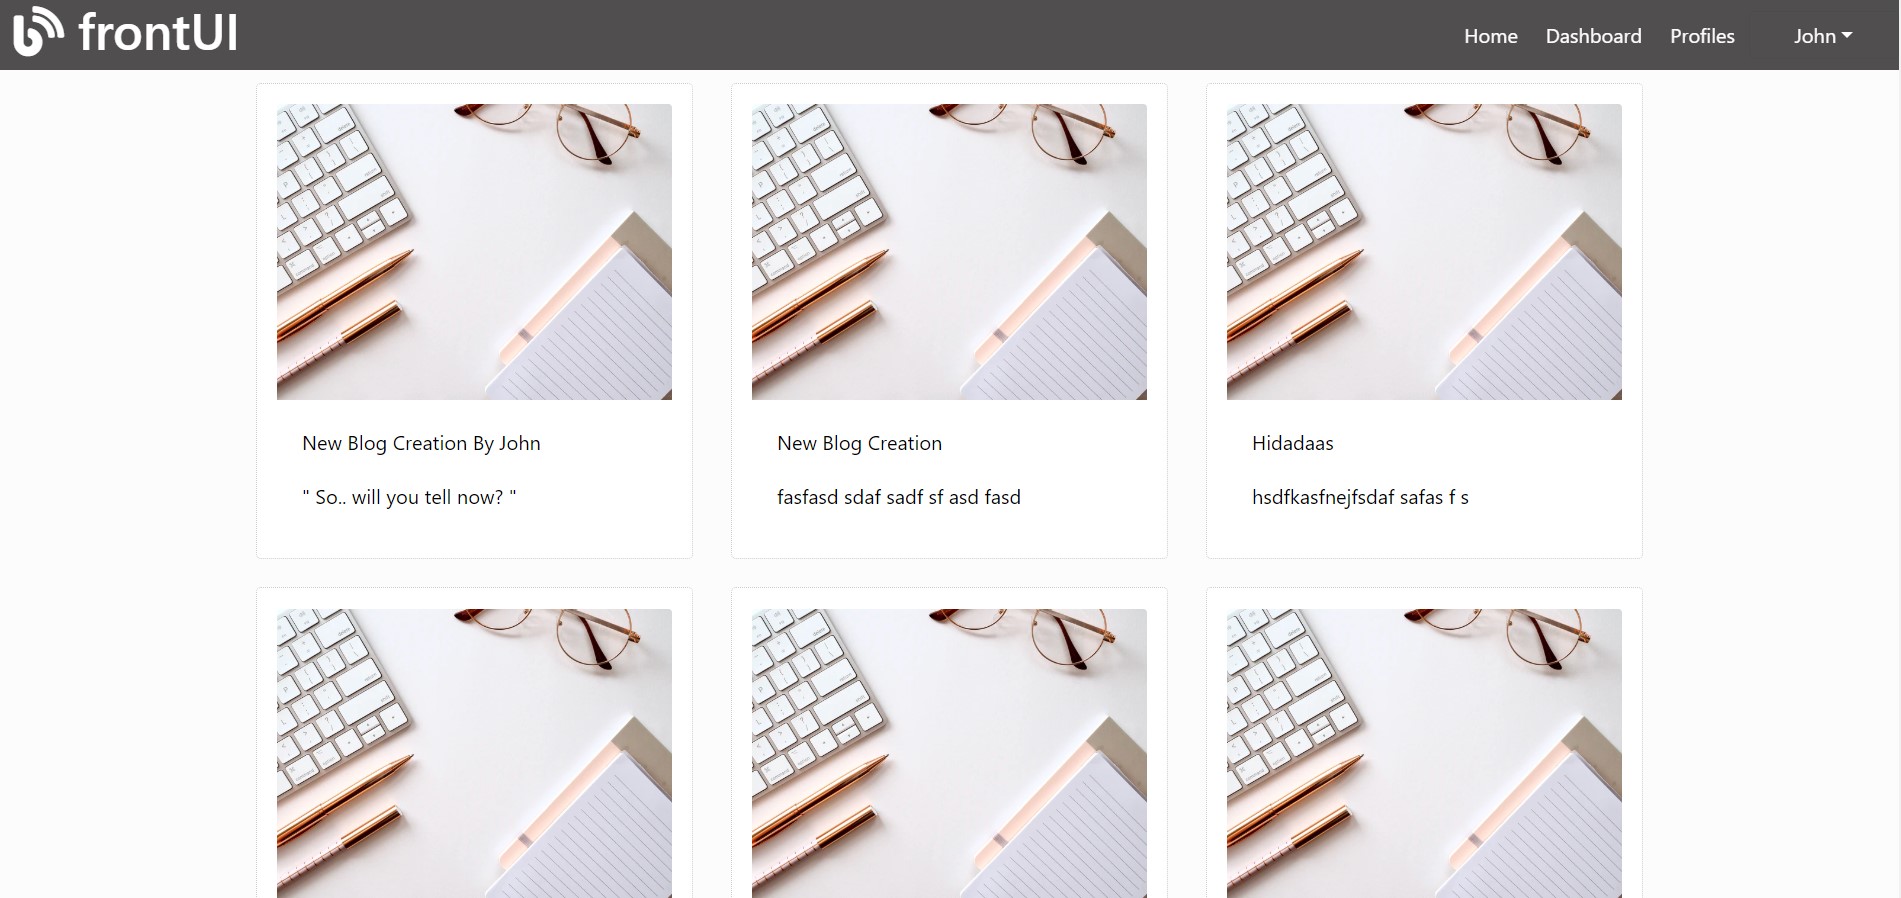 frontUI
Home Dashboard Profiles John
New Blog Creation By John
" So.. will you tell now? "
New Blog Creation
fasfasd sdaf sadf sf asd fasd
Hidadaas
hsdfkasfnejfsdaf safas f s